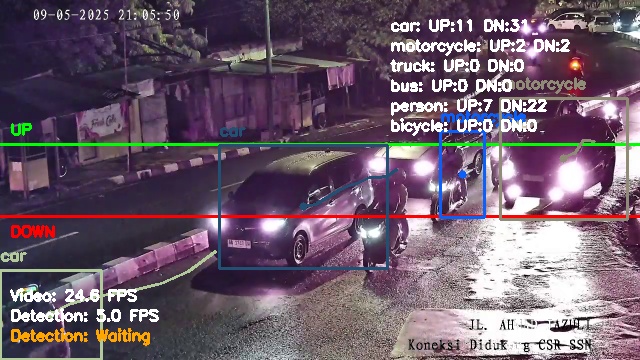 09-05-2025 21:05:50
car: UP:11 DN:31
motorcycle: UP:2 DN:2
truck: UP:0 DN:0
bus: UP:0 DN:0
motorcycle
person: UP:7 DN:22
motorcycle
bicycle: UP:0 DN:0
UP
car
DOWN
car
Video: 24.6 FPS
Detection: 5.0 FPS
Detection: Waiting
JL. AH
Koneksi Diduk g CSR SSN